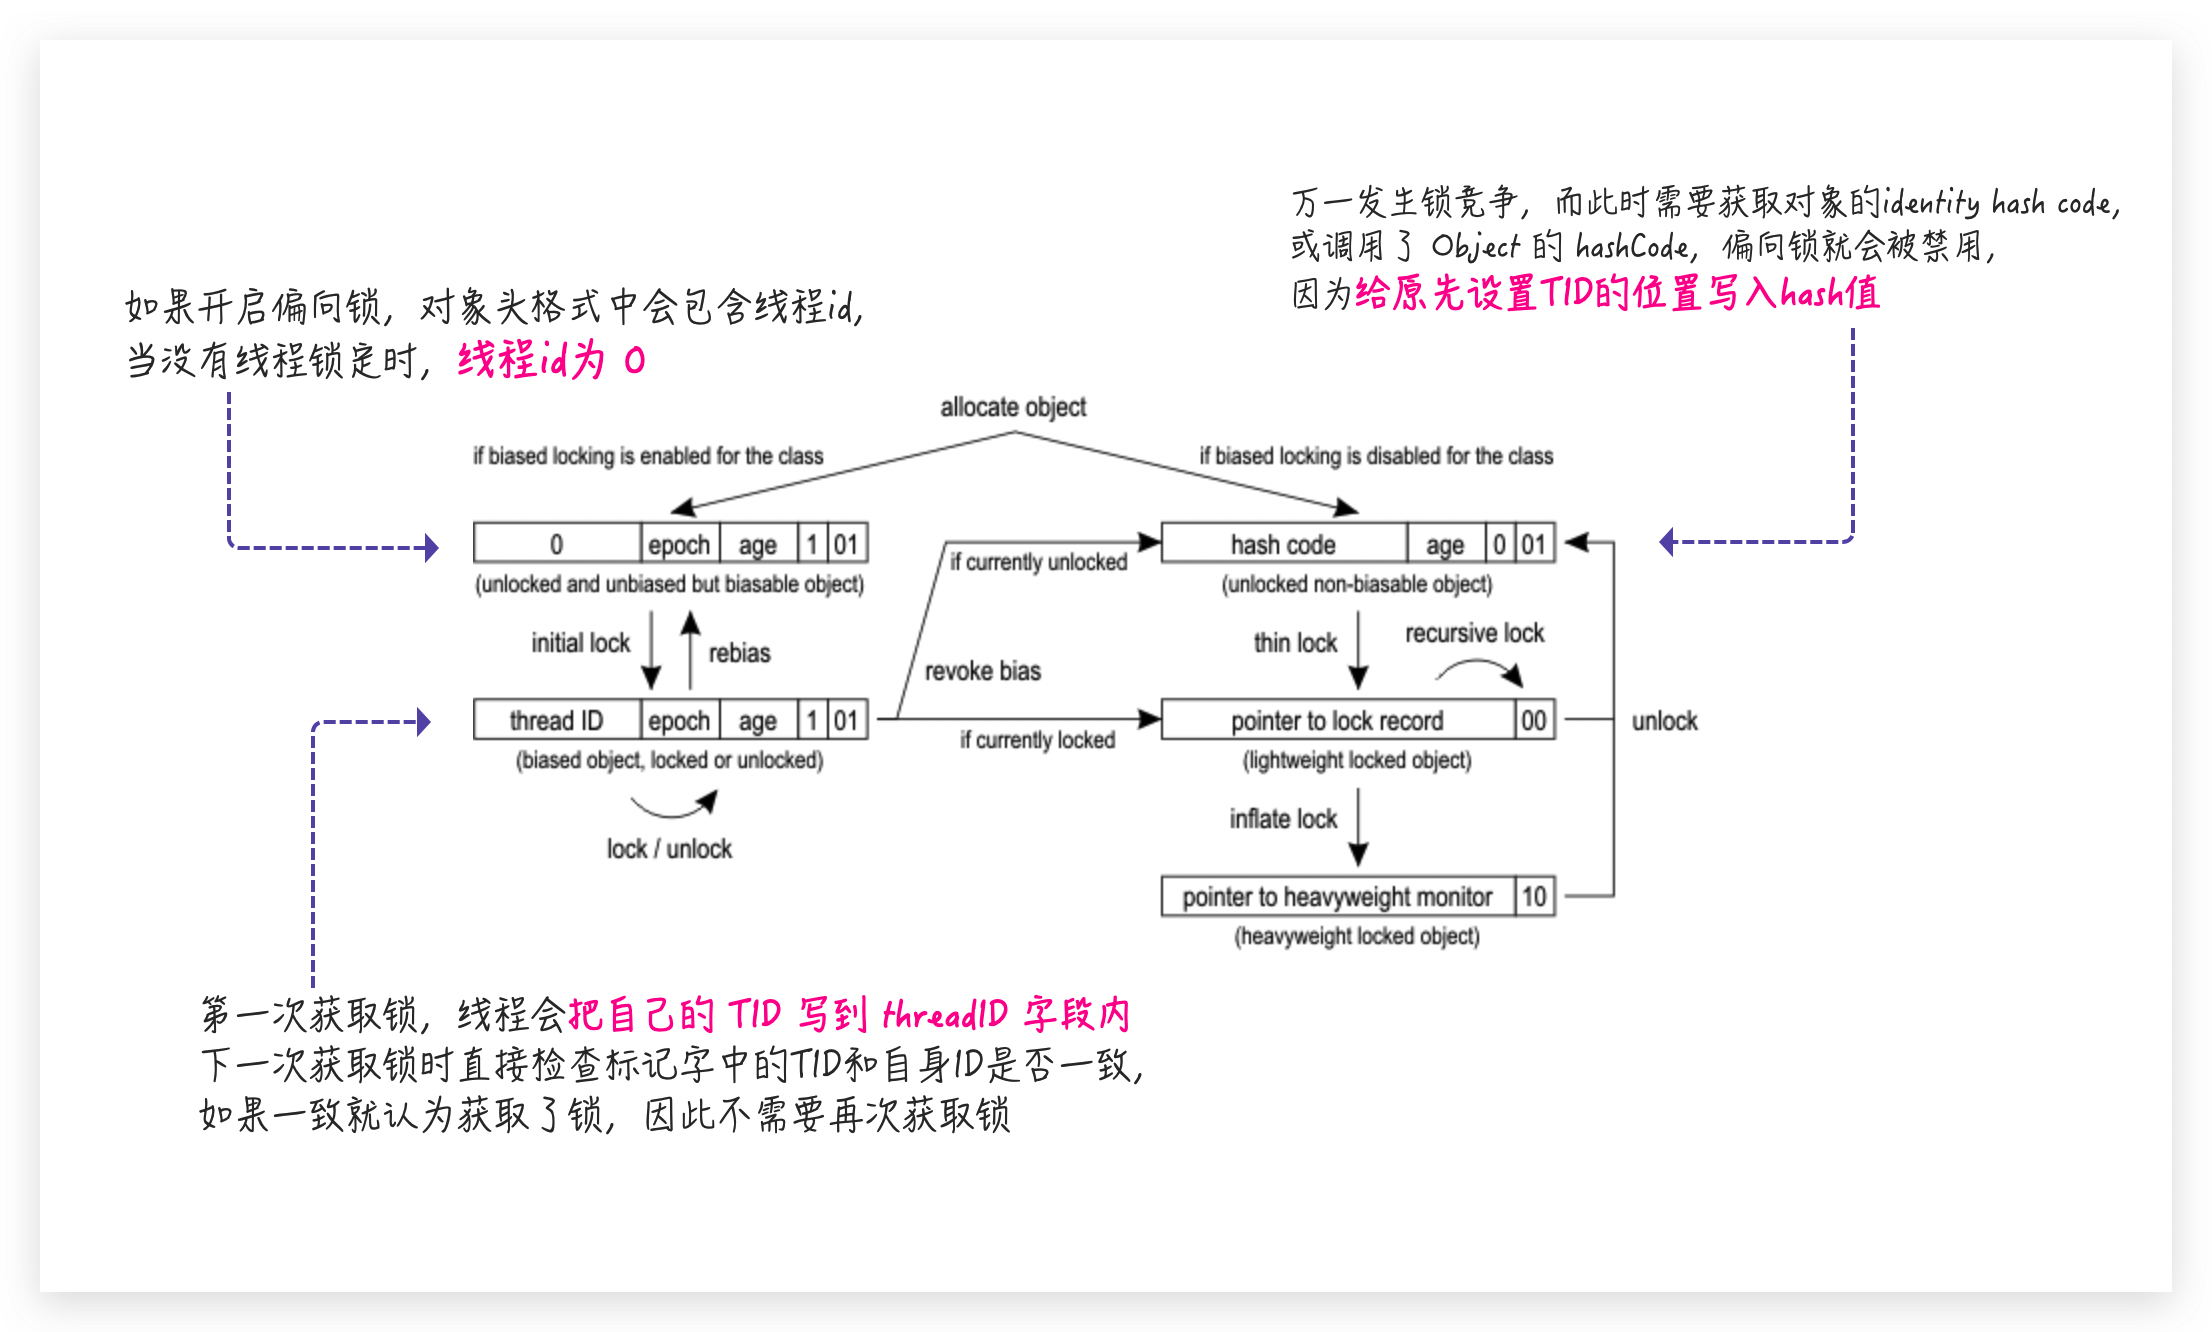 万一发生锁竞争，而此时需要获取对象的identity hash code,
或调用了 Object 的 hashCode，偏向锁就会被禁用，
因为给原先设置TID的位置写入hash值
如果开启偏向锁，对象头格式中会包含线程id,
当没有线程锁定时，线程id为 0
allocate object
if biased locking is enabled for the class
if biased locking is disabled for the class
0 epoch age 1 01
(unlocked and unbiased but biasable object)
if currently unlocked
hash code age 0 01
(unlocked non-biasable object)
initial lock
rebias
revoke bias
thin lock
recursive lock
thread ID epoch age 1 01
(biased object, locked or unlocked)
if currently locked
pointer to lock record 00
(lightweight locked object)
unlock
lock / unlock
inflate lock
pointer to heavyweight monitor 10
(heavyweight locked object)
第一次获取锁，线程会把自己的 TID 写到 threadID 字段内
下一次获取锁时直接检查标记字中的TID和自身ID是否一致，
如果一致就认为获取了锁，因此不需要再次获取锁